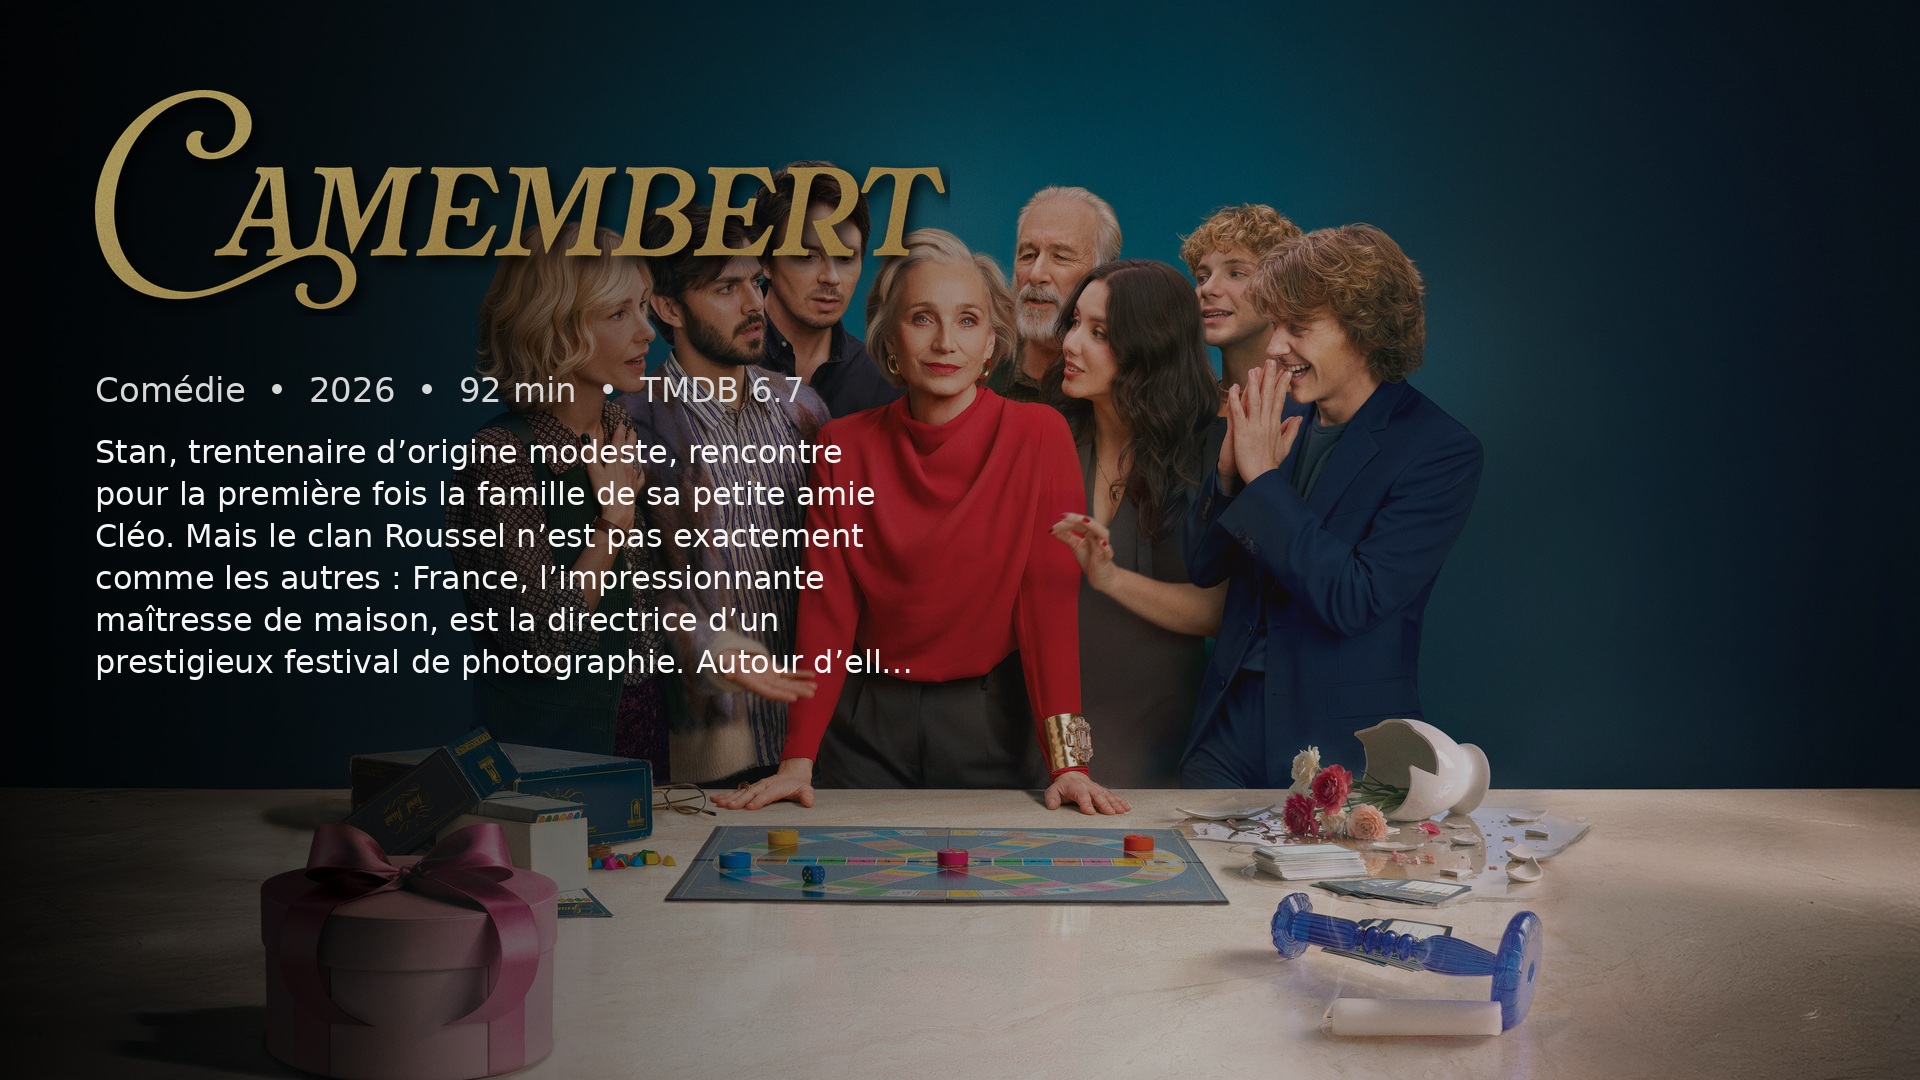 CAMEMBERT
Comédie • 2026 • 92 min • TMDB 6.7
Stan, trentenaire d’origine modeste, rencontre
pour la première fois la famille de sa petite amie
Cléo. Mais le clan Roussel n’est pas exactement
comme les autres : France, l’impressionnante
maîtresse de maison, est la directrice d’un
prestigieux festival de photographie. Autour d’ell...